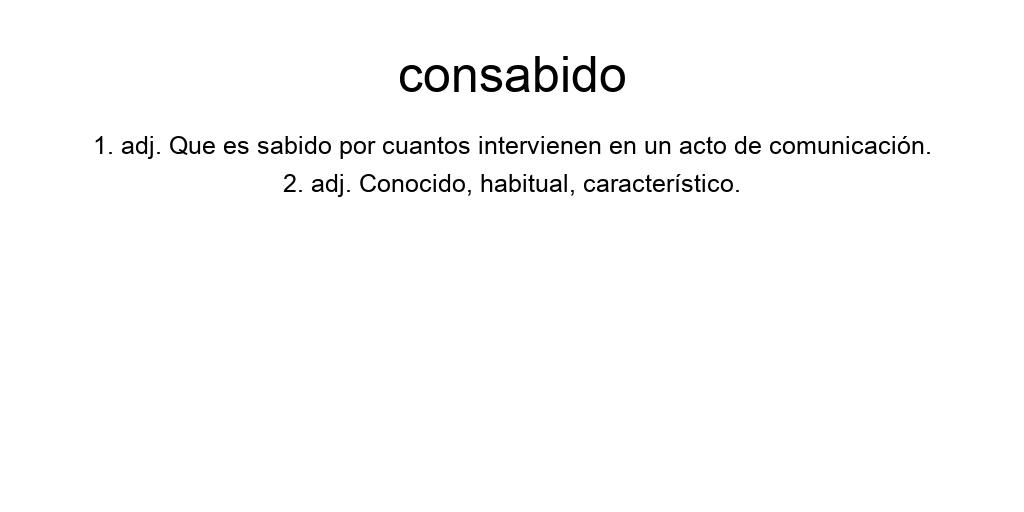 consabido
1. adj. Que es sabido por cuantos intervienen en un acto de comunicación.
2. adj. Conocido, habitual, característico.